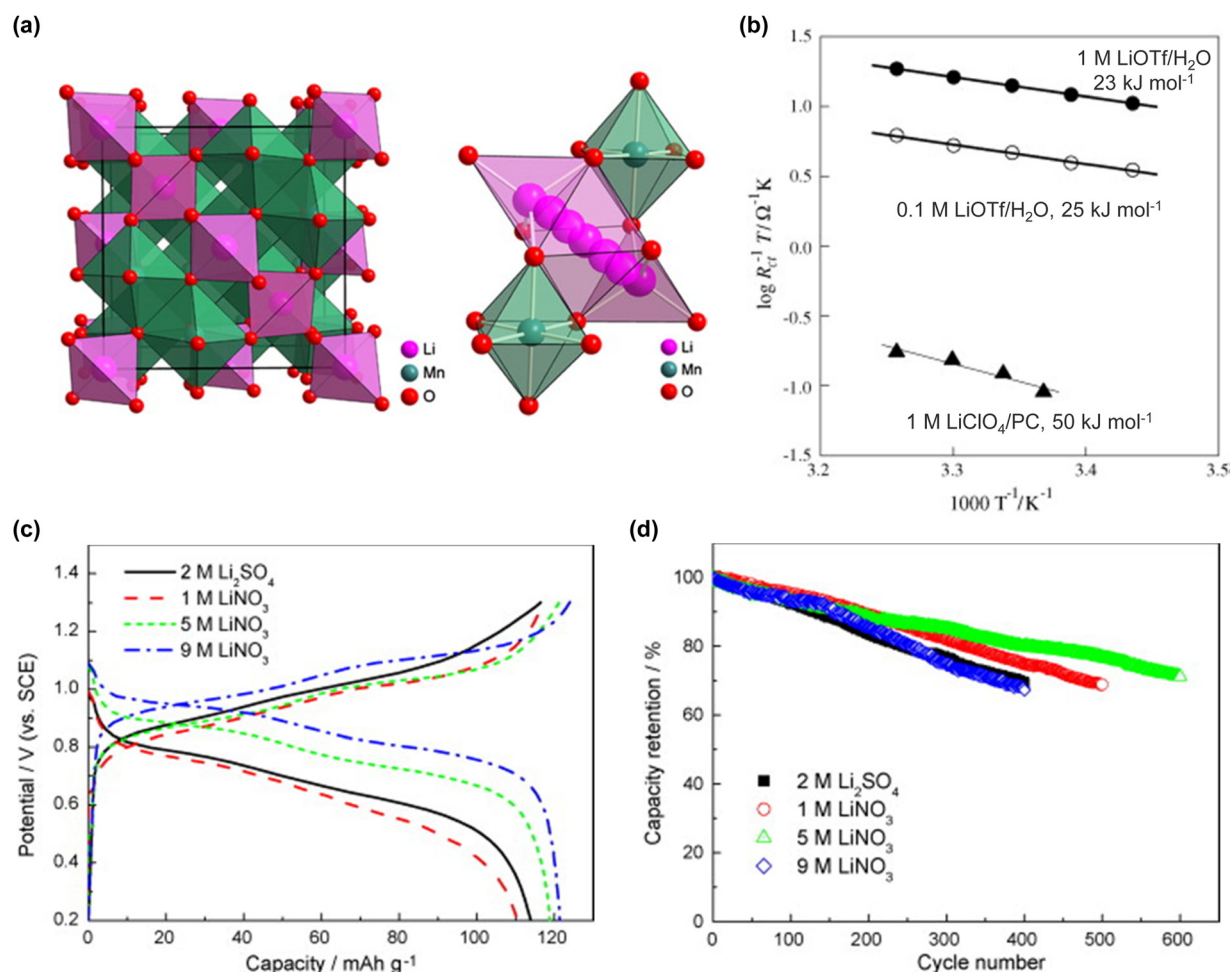 (a)
Li
Mn
O
Li
Mn
O
(b)
log R_ct⁻¹ T/Ω⁻¹K
1.5
1.0
0.5
0.0
-0.5
-1.0
-1.5
1 M LiOTf/H₂O
23 kJ mol⁻¹
0.1 M LiOTf/H₂O, 25 kJ mol⁻¹
1 M LiClO₄/PC, 50 kJ mol⁻¹
3.2 3.3 3.4 3.5
1000 T⁻¹/K⁻¹
(c)
Potential / V (vs. SCE)
1.4
1.2
1.0
0.8
0.6
0.4
0.2
2 M Li₂SO₄
1 M LiNO₃
5 M LiNO₃
9 M LiNO₃
0 20 40 60 80 100 120
Capacity / mAh g⁻¹
(d)
Capacity retention / %
100
80
60
40
20
0
2 M Li₂SO₄
1 M LiNO₃
5 M LiNO₃
9 M LiNO₃
0 100 200 300 400 500 600
Cycle number